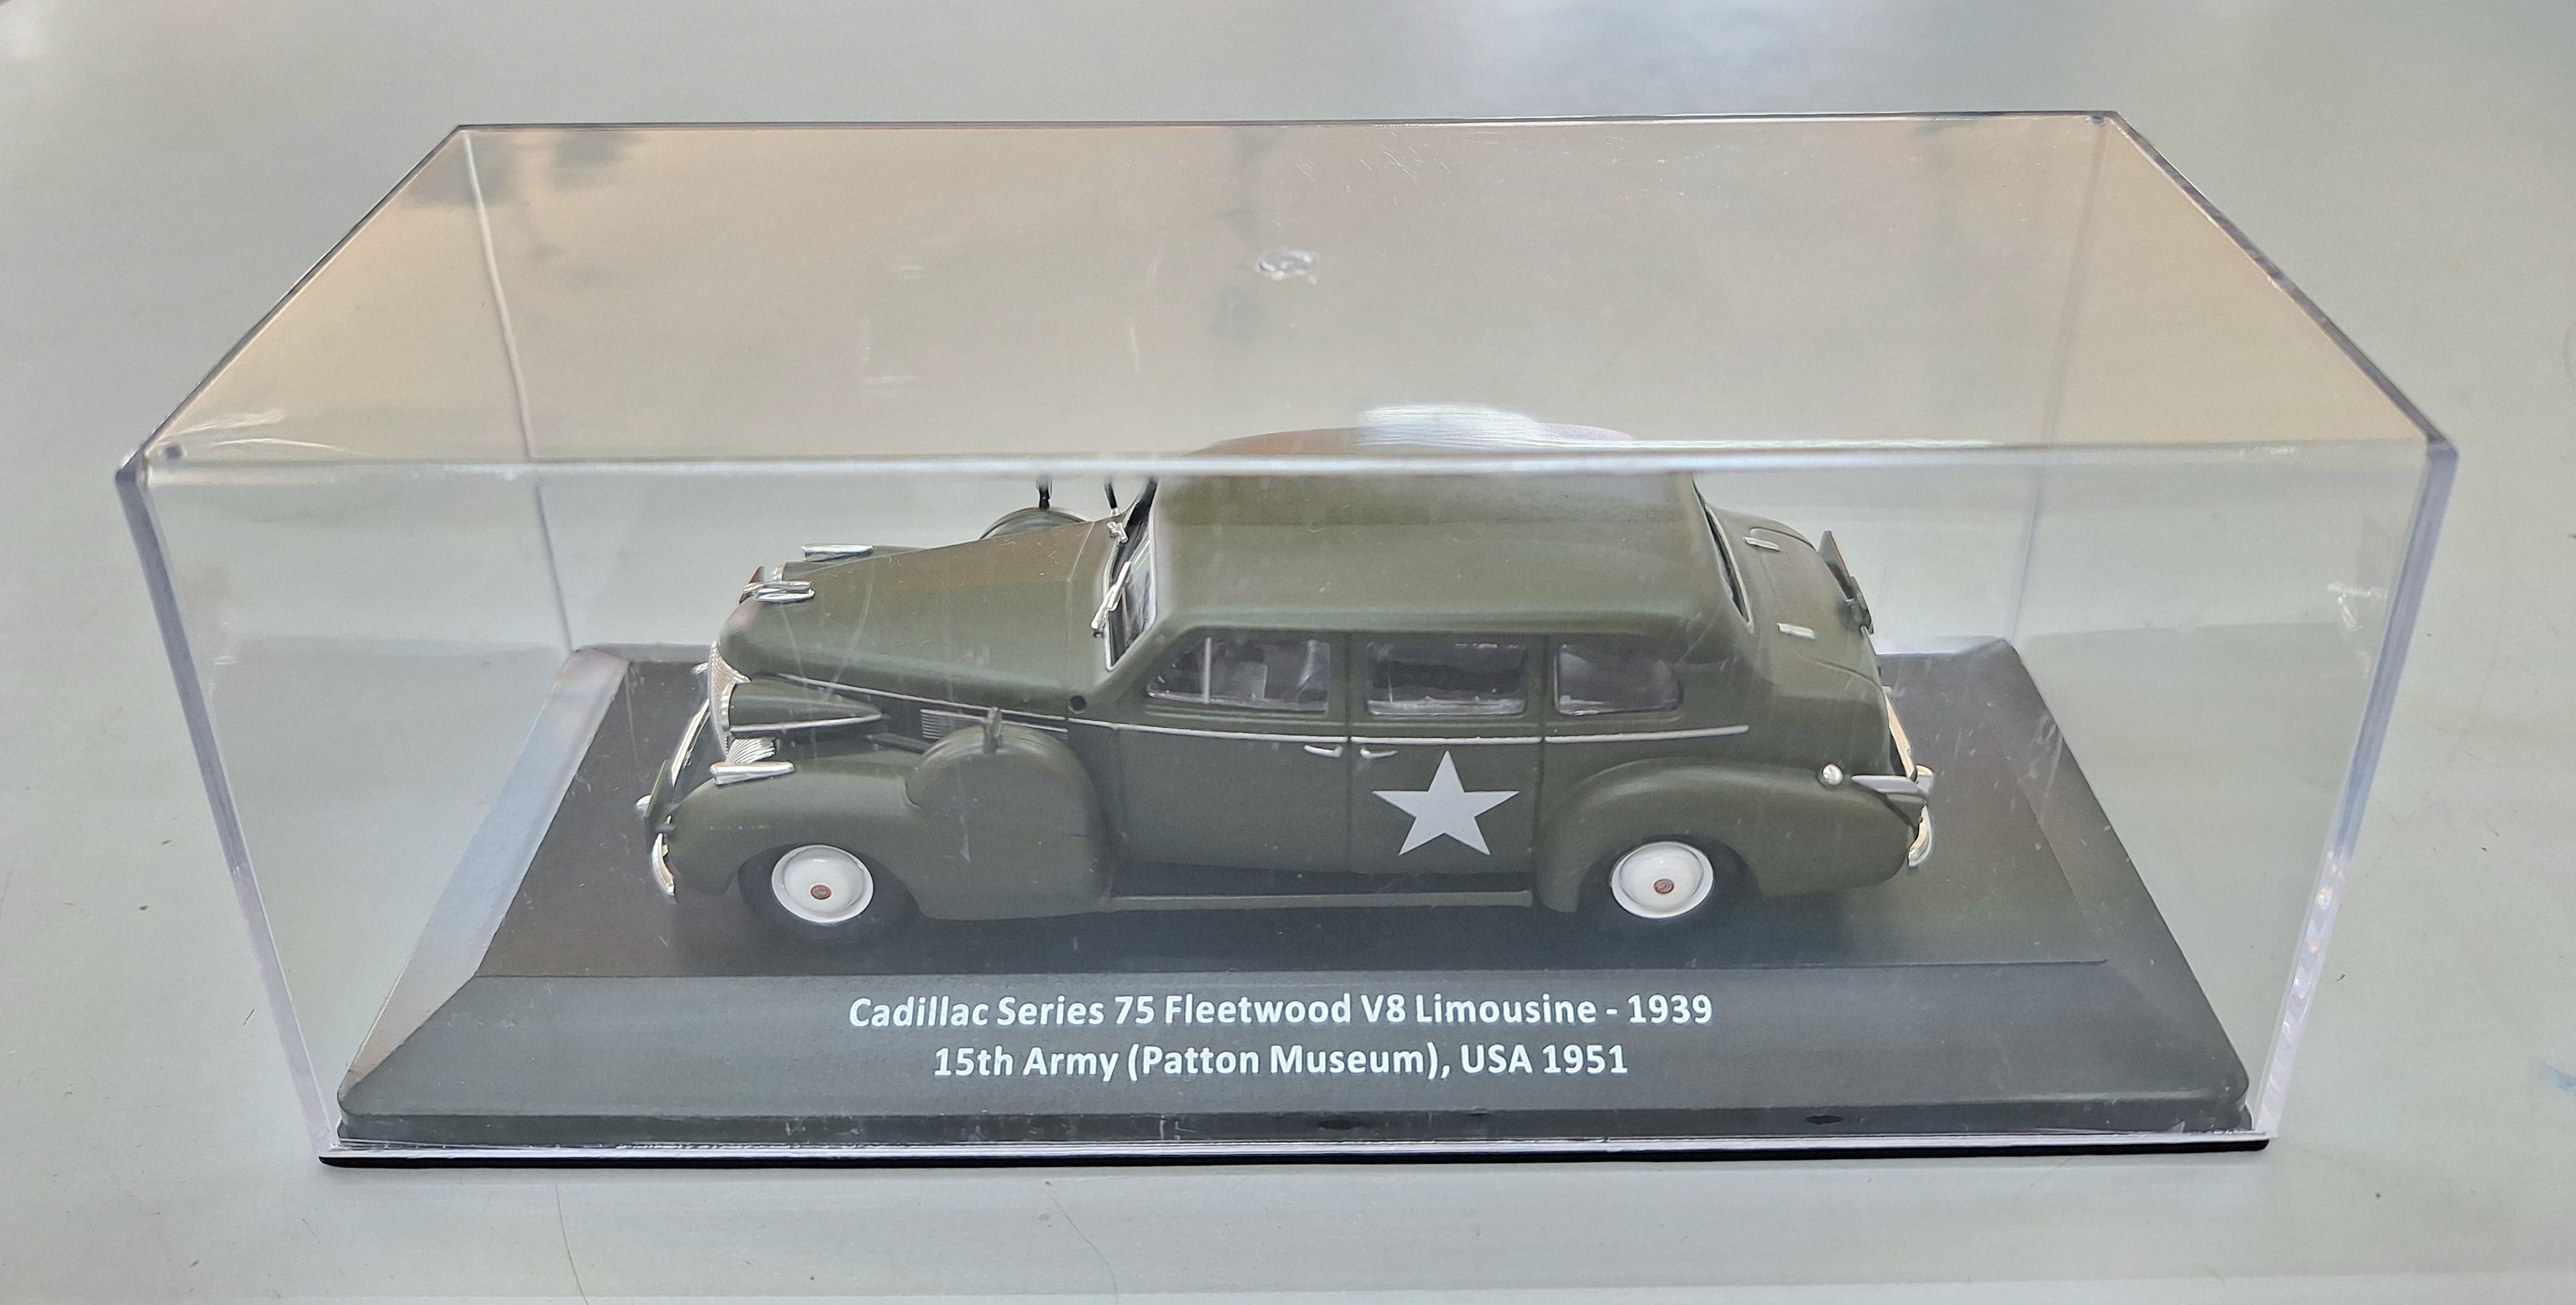 Cadillac Series 75 Fleetwood V8 Limousine - 1939
15th Army (Patton Museum), USA 1951